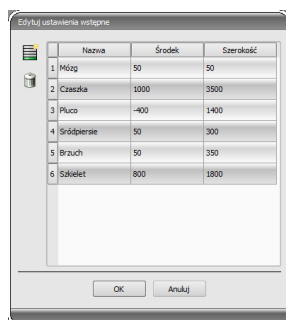 Edytuj ustawienia wstępne
Nazwa Środek Szerokość
1 Mózg 50 50
2 Czaszka 1000 3500
3 Płuco -400 1400
4 Śródpiersie 50 300
5 Brzuch 50 350
6 Szkielet 800 1800
OK Anuluj